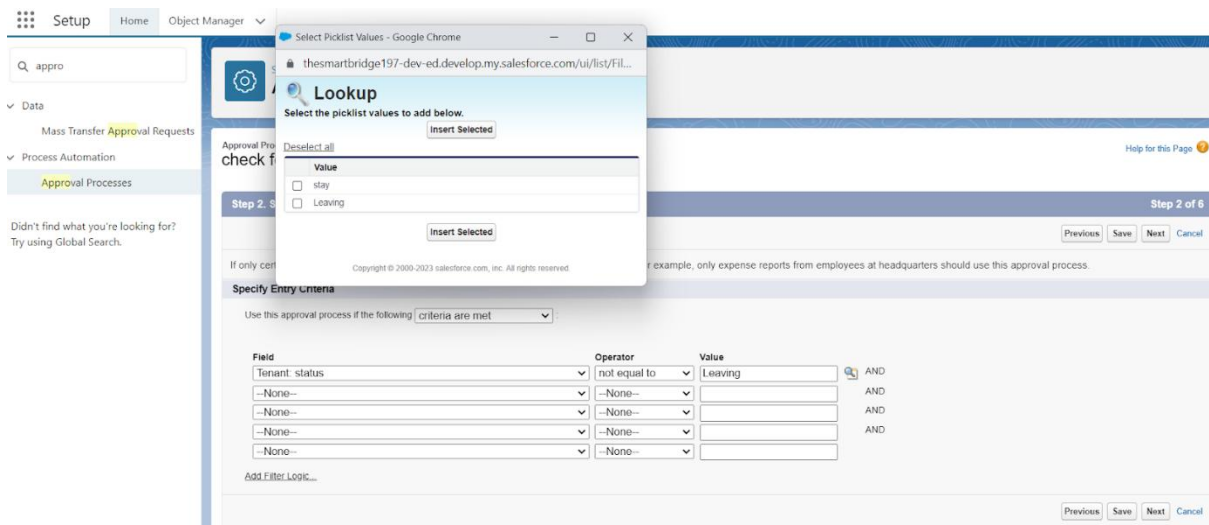 Setup Home Object Manager
appro
Data
Mass Transfer Approval Requests
Process Automation
Approval Processes
Didn't find what you're looking for?
Try using Global Search.
Select Picklist Values - Google Chrome
thesmartbridge197-dev-ed.develop.my.salesforce.com/ui/list/Fil...
Lookup
Select the picklist values to add below.
Insert Selected
Deselect all
Value
stay
Leaving
Insert Selected
Copyright © 2000-2023 salesforce.com, inc. All rights reserved.
Approval Pro
check f
Help for this Page
Step 2. S
Step 2 of 6
Previous Save Next Cancel
If only cert
r example, only expense reports from employees at headquarters should use this approval process.
Specify Entry Criteria
Use this approval process if the following criteria are met :
Field Operator Value
Tenant: status not equal to Leaving AND
--None-- --None-- AND
--None-- --None-- AND
--None-- --None-- AND
--None-- --None--
Add Filter Logic...
Previous Save Next Cancel